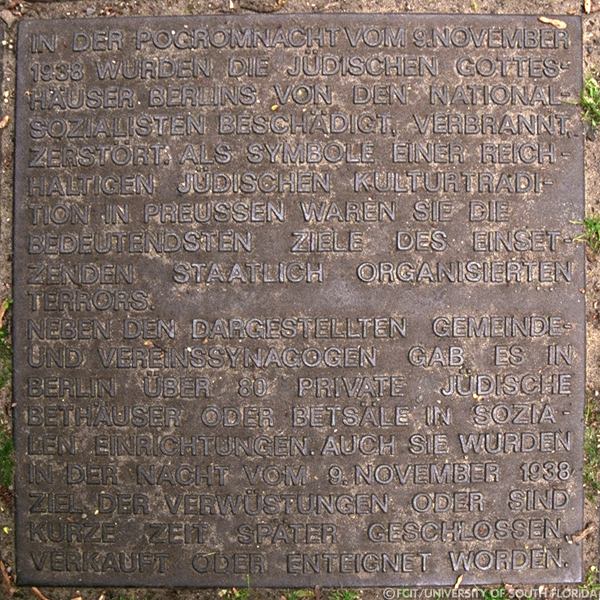 IN DER POGROMNACHT VOM 9. NOVEMBER
1938 WURDEN DIE JÜDISCHEN GOTTES-
HÄUSER BERLINS VON DEN NATIONAL-
SOZIALISTEN BESCHÄDIGT, VERBRANNT,
ZERSTÖRT. ALS SYMBOLE EINER REICH-
HALTIGEN JÜDISCHEN KULTURTRADI-
TION IN PREUSSEN WAREN SIE DIE
BEDEUTENDSTEN ZIELE DES EINSET-
ZENDEN STAATLICH ORGANISIERTEN
TERRORS.
NEBEN DEN DARGESTELLTEN GEMEINDE-
UND VEREINSSYNAGOGEN GAB ES IN
BERLIN ÜBER 80 PRIVATE JÜDISCHE
BETHÄUSER ODER BETSÄLE IN SOZIA-
LEN EINRICHTUNGEN. AUCH SIE WURDEN
IN DER NACHT VOM 9. NOVEMBER 1938
ZIEL DER VERWÜSTUNGEN ODER SIND
KURZE ZEIT SPÄTER GESCHLOSSEN,
VERKAUFT ODER ENTEIGNET WORDEN.
©FCIT/UNIVERSITY OF SOUTH FLORIDA